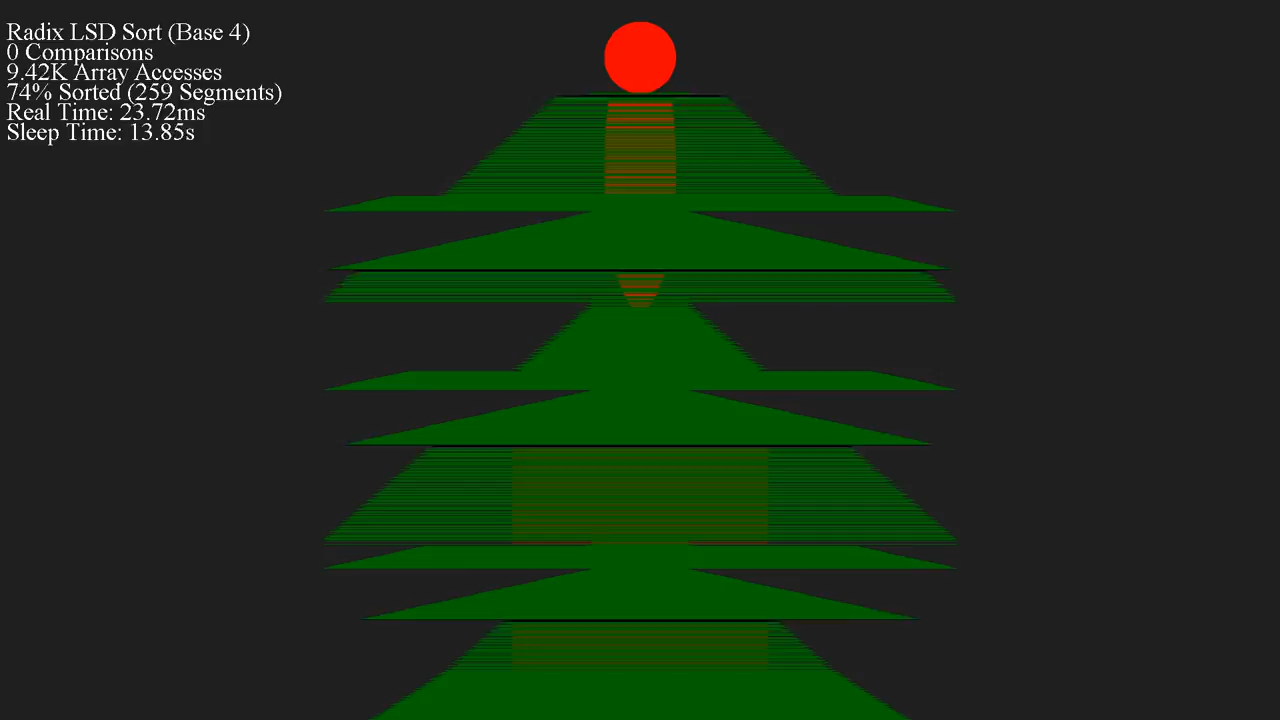 Radix LSD Sort (Base 4)
0 Comparisons
9.42K Array Accesses
74% Sorted (259 Segments)
Real Time: 23.72ms
Sleep Time: 13.85s